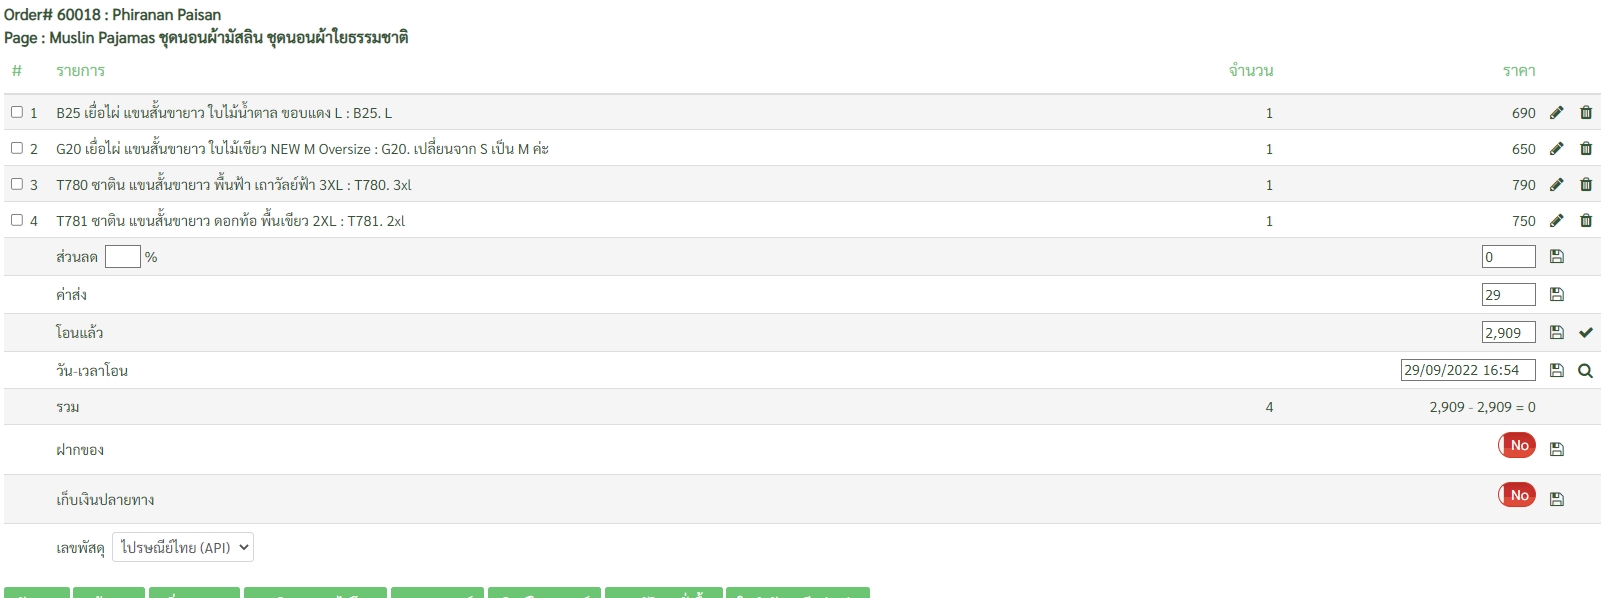 Order# 60018 : Phiranan Paisan
Page : Muslin Pajamas ชุดนอนผ้ามัสลิน ชุดนอนผ้าใยธรรมชาติ
# รายการ จำนวน ราคา
1 B25 เยื่อไผ่ แขนสั้นขายาว ใบไม้น้ำตาล ขอบแดง L : B25. L 1 690
2 G20 เยื่อไผ่ แขนสั้นขายาว ใบไม้เขียว NEW M Oversize : G20. เปลี่ยนจาก S เป็น M ค่ะ 1 650
3 T780 ซาติน แขนสั้นขายาว พื้นฟ้า เถาวัลย์ฟ้า 3XL : T780. 3xl 1 790
4 T781 ซาติน แขนสั้นขายาว ดอกท้อ พื้นเขียว 2XL : T781. 2xl 1 750
ส่วนลด % 0
ค่าส่ง 29
โอนแล้ว 2,909
วัน-เวลาโอน 29/09/2022 16:54
รวม 4 2,909 - 2,909 = 0
ฝากของ No
เก็บเงินปลายทาง No
เลขพัสดุ ไปรษณีย์ไทย (API)